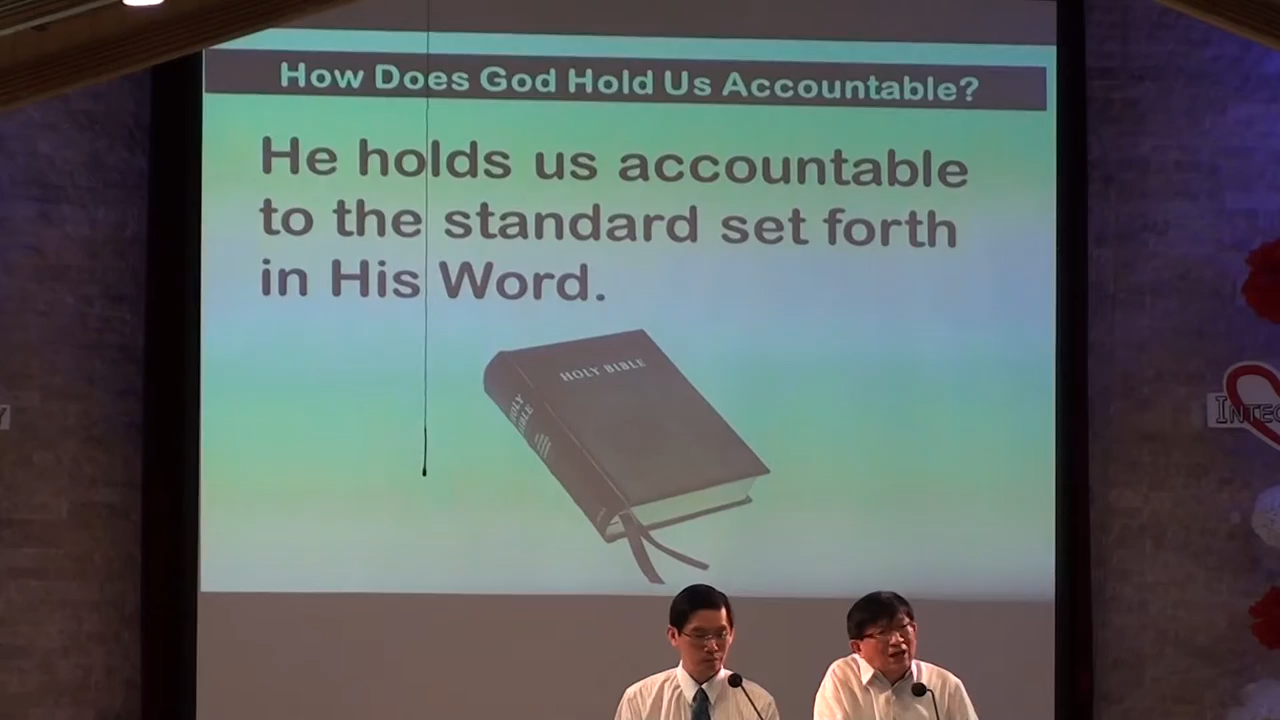 How Does God Hold Us Accountable?
He holds us accountable
to the standard set forth
in His Word.
HOLY BIBLE
HOLY
BIBLE